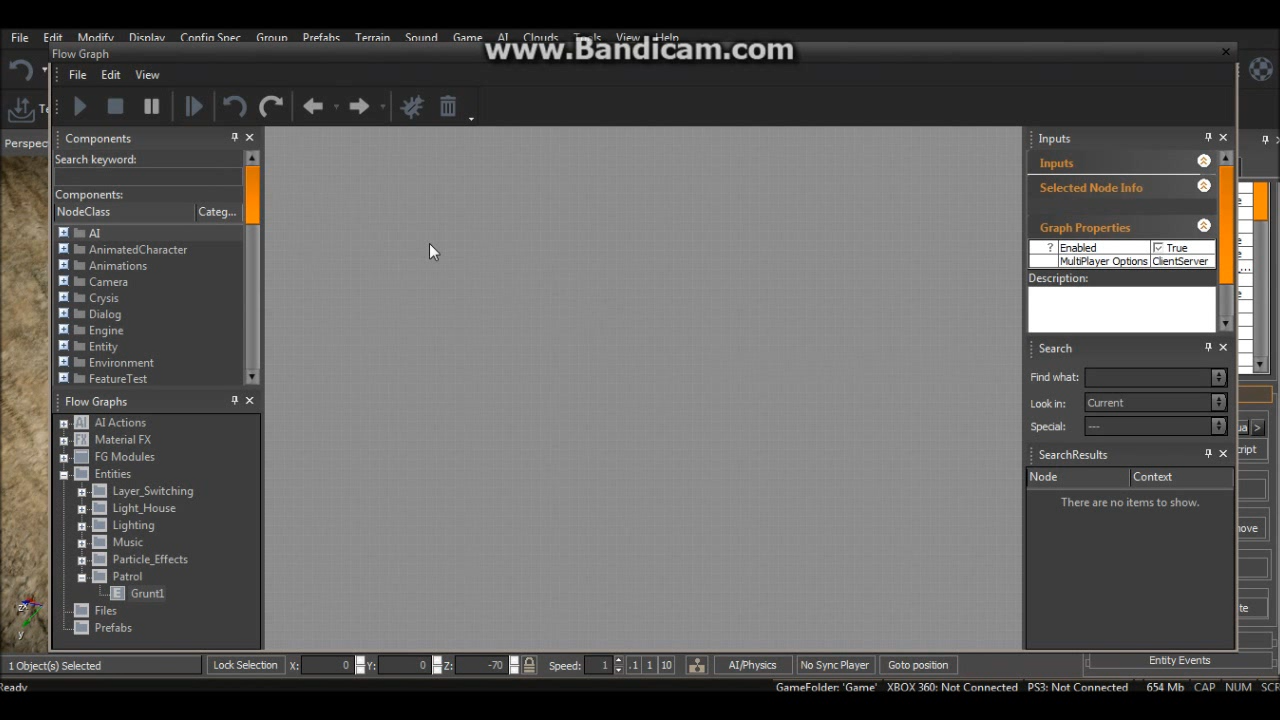 www.Bandicam.com
File Edit Modify Display Config Spec Group Prefabs Terrain Sound Game AI Clouds Tools View Help
Flow Graph
File Edit View
Perspec
Components
Search keyword:
Components:
NodeClass Categ...
AI
AnimatedCharacter
Animations
Camera
Crysis
Dialog
Engine
Entity
Environment
FeatureTest
Flow Graphs
AI Actions
Material FX
FG Modules
Entities
Layer_Switching
Light_House
Lighting
Music
Particle_Effects
Patrol
Grunt1
Files
Prefabs
Inputs
Inputs
Selected Node Info
Graph Properties
? Enabled True
MultiPlayer Options ClientServer
Description:
Search
Find what:
Look in: Current
Special: ---
SearchResults
Node Context
There are no items to show.
Entity Events
1 Object(s) Selected Lock Selection X: 0 Y: 0 Z: -70 Speed: 1 .1 1 10 AI/Physics No Sync Player Goto position
Ready GameFolder: 'Game' XBOX 360: Not Connected PS3: Not Connected 654 Mb CAP NUM SCF